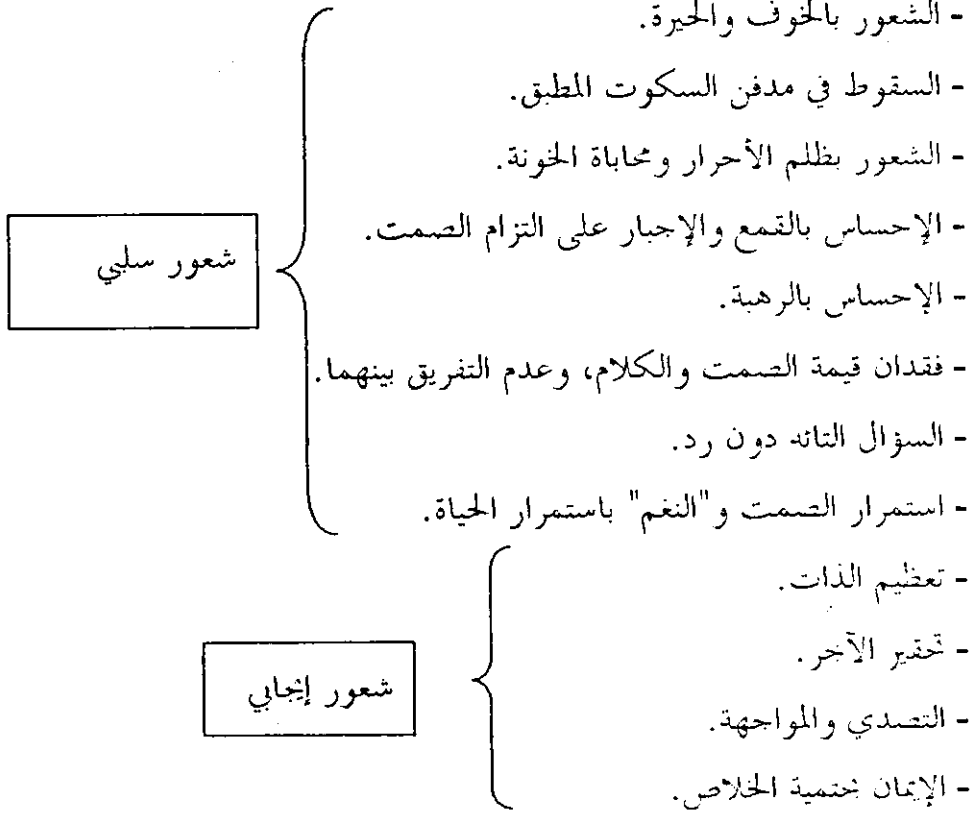 - الشعور بالخوف والحيرة.
- السقوط في مدفن السكوت المطبق.
- الشعور بظلم الأحرار ومحاباة الخونة.
- الإحساس بالقمع والإجبار على التزام الصمت.
- الإحساس بالرهبة.
- فقدان قيمة الصمت والكلام، وعدم التفريق بينهما.
- السؤال التائه دون رد.
- استمرار الصمت و"النغم" باستمرار الحياة.
شعور سلبي
- تعظيم الذات.
- تحقير الآخر.
- التصدي والمواجهة.
- الإيمان بحتمية الخلاص.
شعور إيجابي